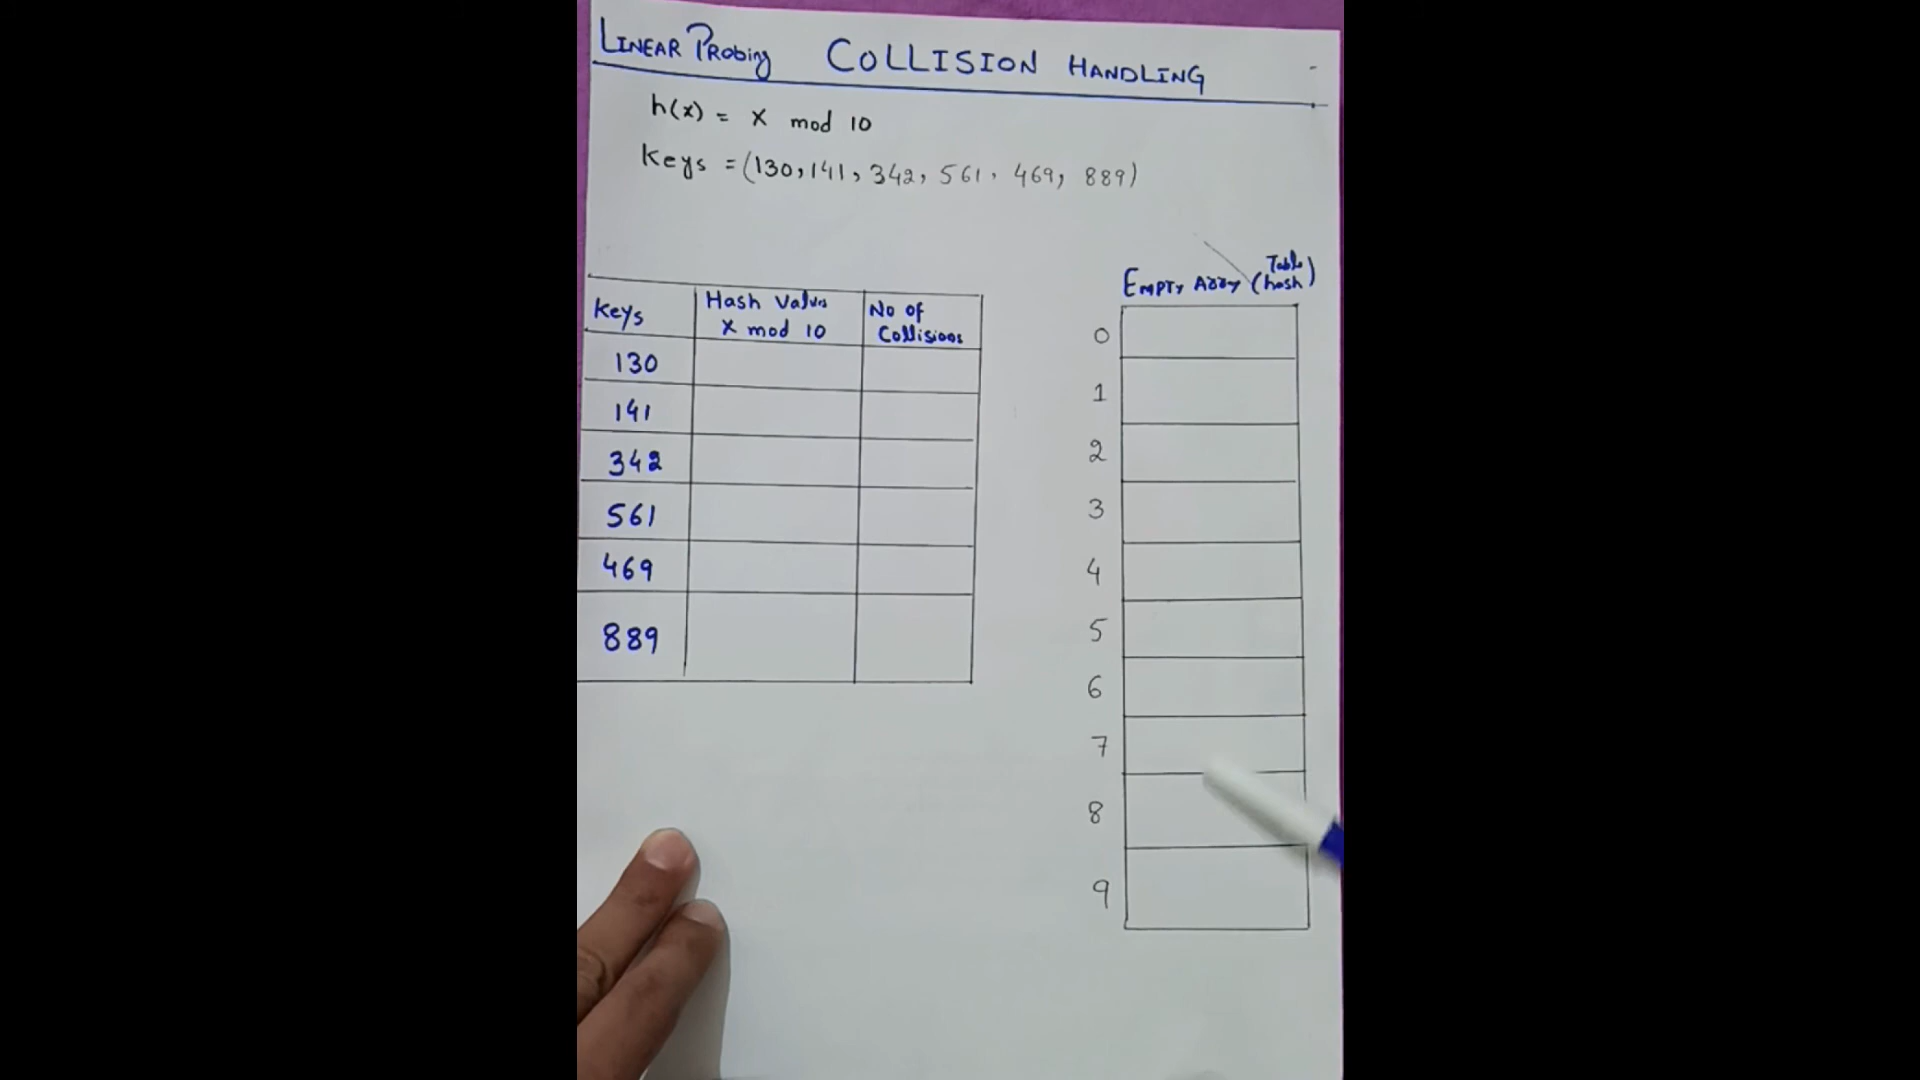 LINEAR PRobing COLLISION HANDLING
h(x) = X mod 10
Keys = (130, 141, 342, 561, 469, 889)
Keys
Hash Values
X mod 10
No of
Collisions
130
141
342
561
469
889
Table
EMPTY ARRY (hash)
0
1
2
3
4
5
6
7
8
9